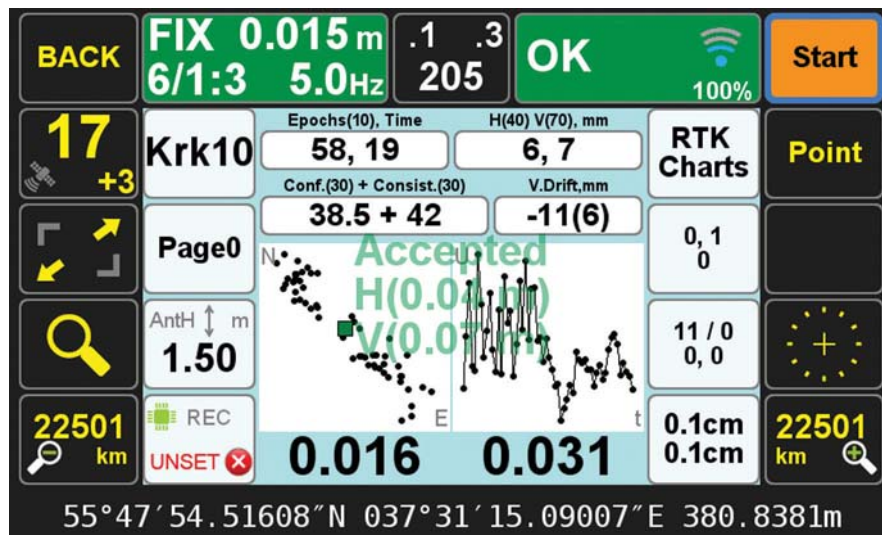 BACK
FIX 0.015 m
6/1:3 5.0Hz
.1 .3
205
OK
100%
Start
17
+3
Krk10
Epochs(10), Time
58, 19
H(40) V(70), mm
6, 7
RTK
Charts
Point
Conf.(30) + Consist.(30)
38.5 + 42
V.Drift,mm
-11(6)
Page0
0, 1
0
N
U
Accepted
H(0.04 m)
V(0.07 m)
E
t
AntH m
1.50
11 / 0
0, 0
22501
km
REC
UNSET
0.016
0.031
0.1cm
0.1cm
22501
km
55°47′54.51608″N 037°31′15.09007″E 380.8381m